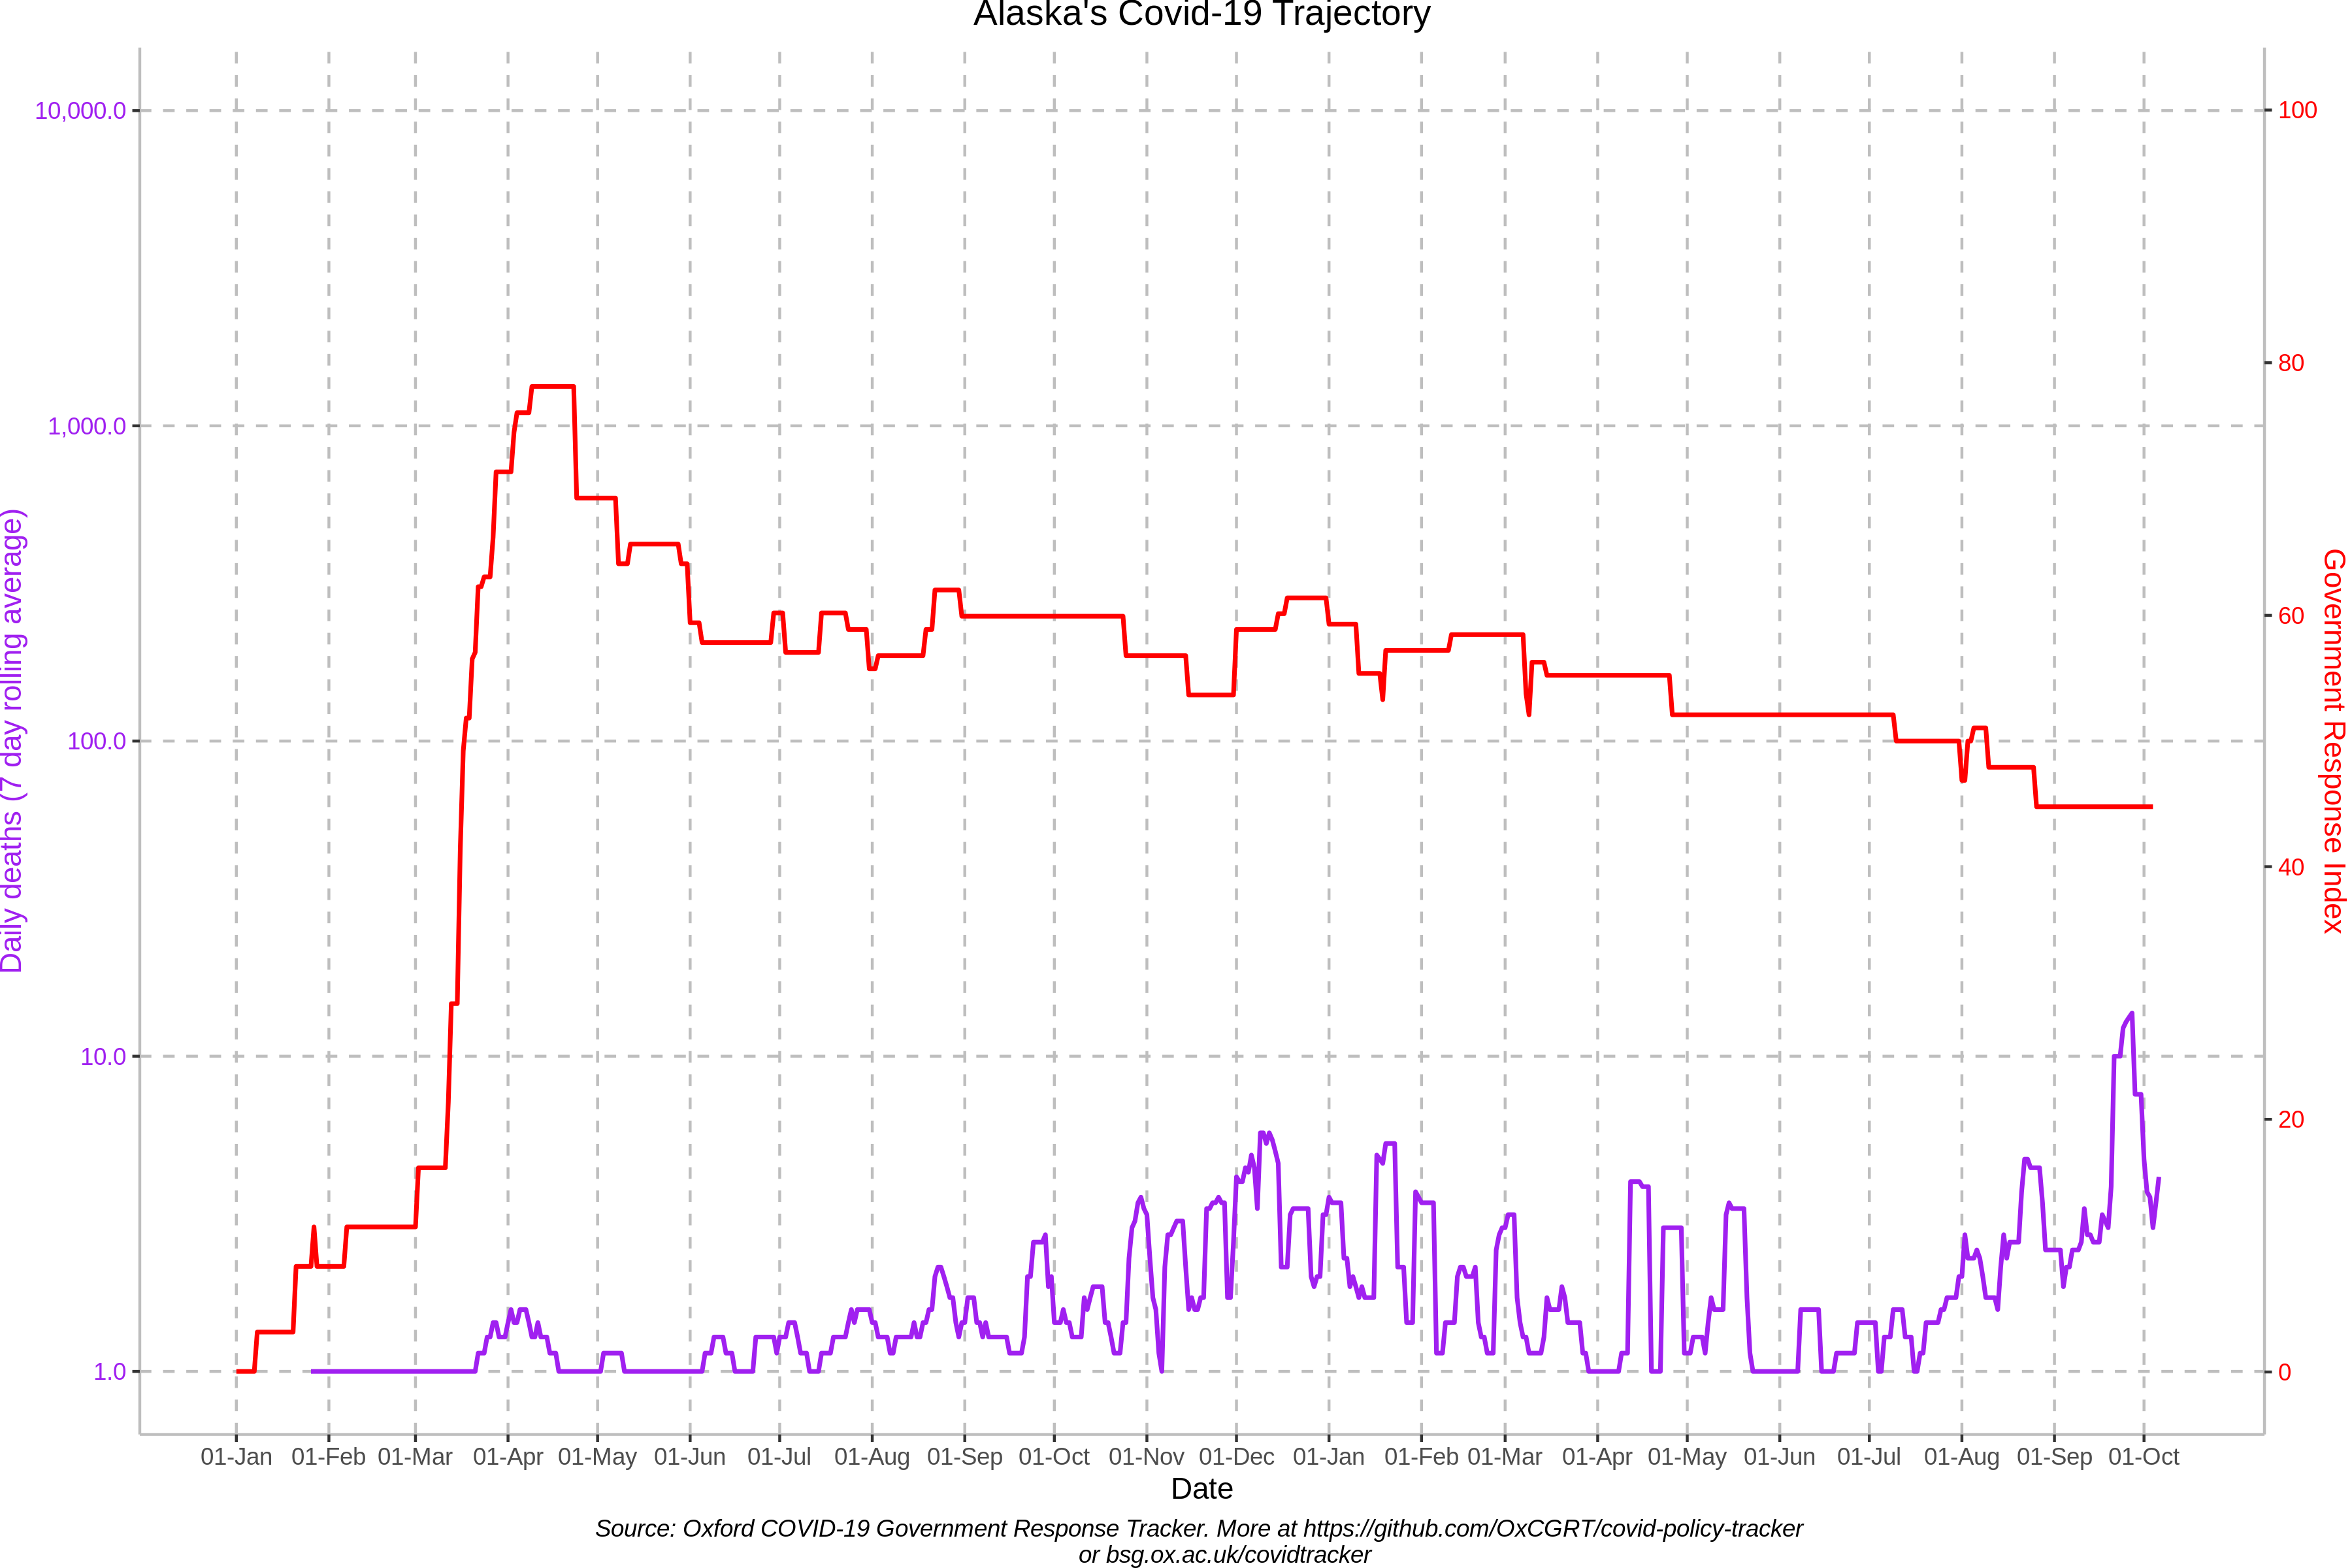 Alaska's Covid-19 Trajectory
10,000.0
1,000.0
100.0
10.0
1.0
Daily deaths (7 day rolling average)
100
80
60
40
20
0
Government Response Index
01-Jan 01-Feb 01-Mar 01-Apr 01-May 01-Jun 01-Jul 01-Aug 01-Sep 01-Oct 01-Nov 01-Dec 01-Jan 01-Feb 01-Mar 01-Apr 01-May 01-Jun 01-Jul 01-Aug 01-Sep 01-Oct
Date
Source: Oxford COVID-19 Government Response Tracker. More at https://github.com/OxCGRT/covid-policy-tracker
or bsg.ox.ac.uk/covidtracker